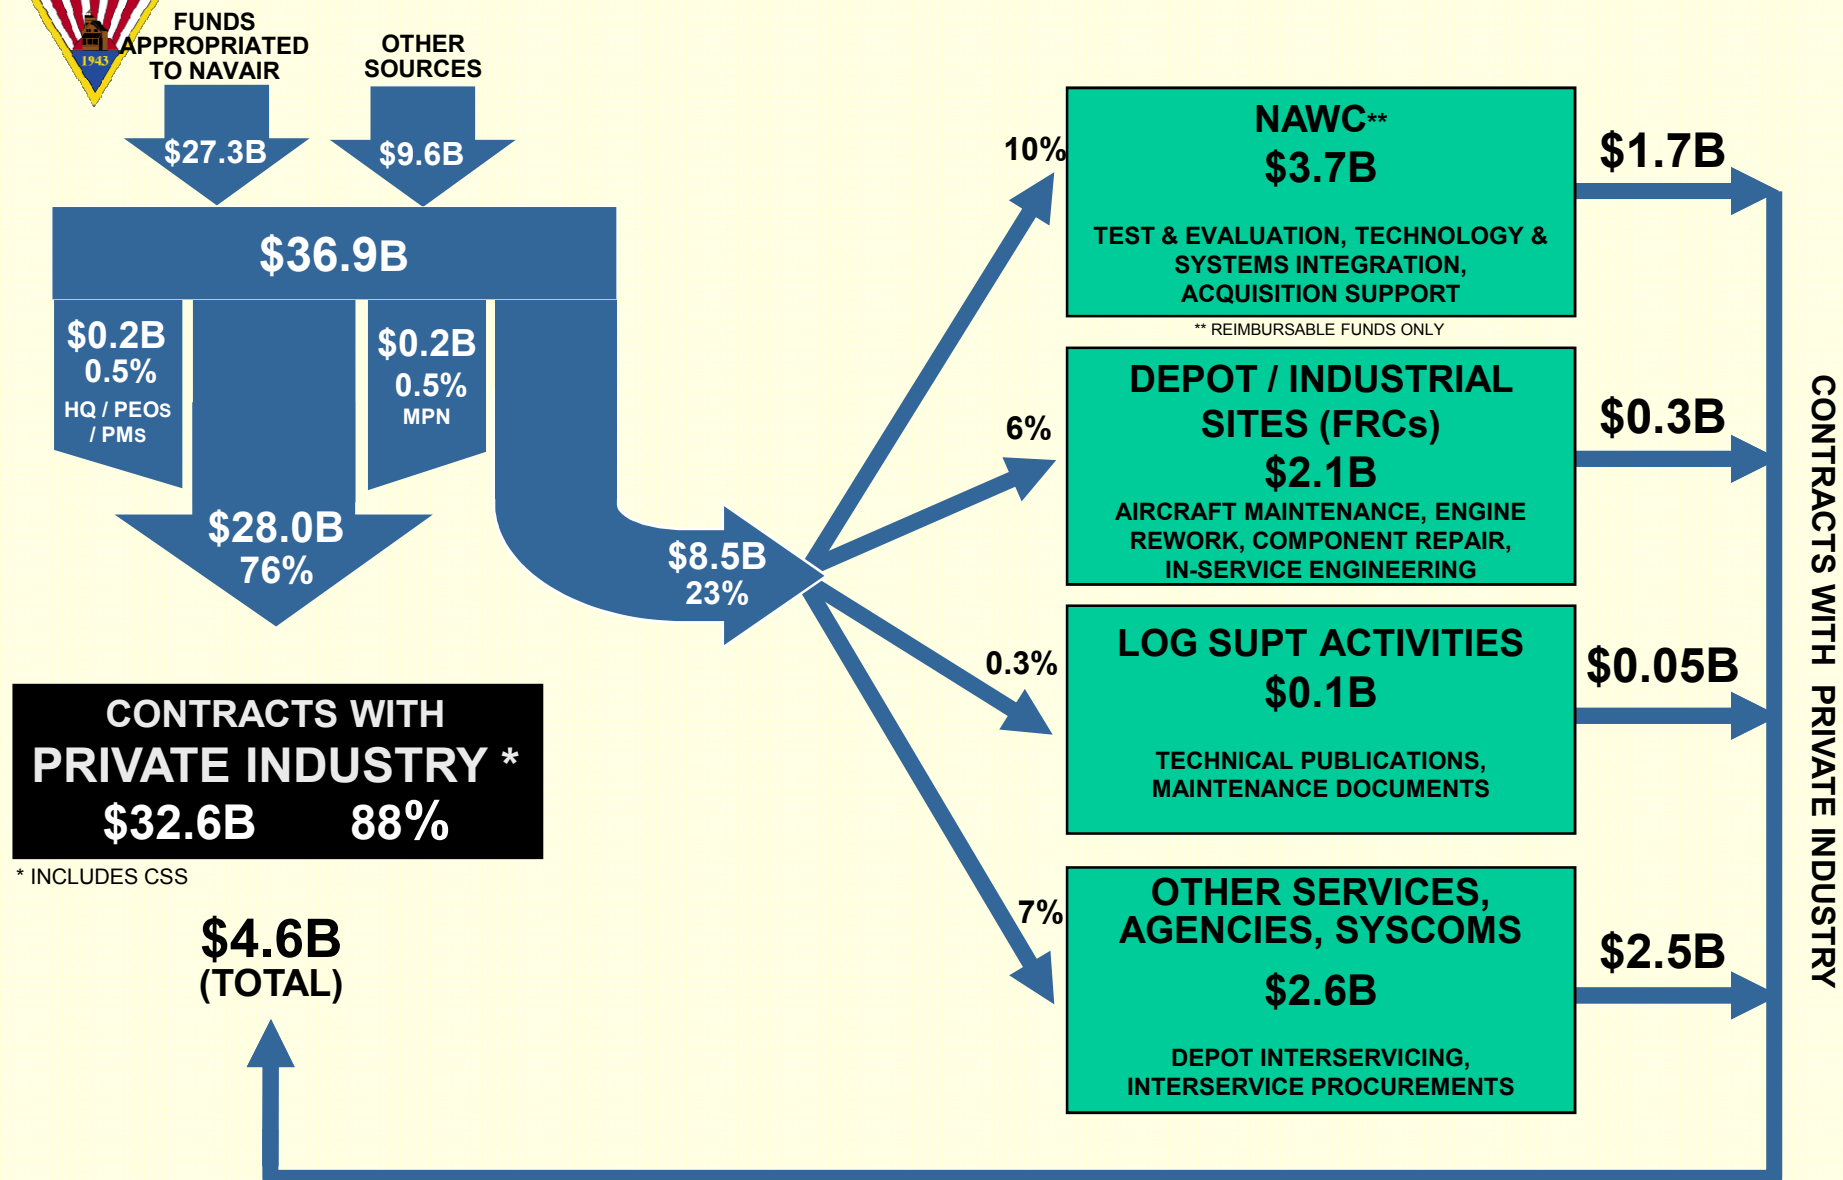 1943
FUNDS
APPROPRIATED
TO NAVAIR
OTHER
SOURCES
$27.3B
$9.6B
$36.9B
$0.2B
0.5%
HQ / PEOs
/ PMs
$28.0B
76%
$0.2B
0.5%
MPN
$8.5B
23%
CONTRACTS WITH
PRIVATE INDUSTRY *
$32.6B 88%
* INCLUDES CSS
$4.6B
(TOTAL)
10%
NAWC**
$3.7B
TEST & EVALUATION, TECHNOLOGY &
SYSTEMS INTEGRATION,
ACQUISITION SUPPORT
** REIMBURSABLE FUNDS ONLY
$1.7B
6%
DEPOT / INDUSTRIAL
SITES (FRCs)
$2.1B
AIRCRAFT MAINTENANCE, ENGINE
REWORK, COMPONENT REPAIR,
IN-SERVICE ENGINEERING
$0.3B
0.3%
LOG SUPT ACTIVITIES
$0.1B
TECHNICAL PUBLICATIONS,
MAINTENANCE DOCUMENTS
$0.05B
7%
OTHER SERVICES,
AGENCIES, SYSCOMS
$2.6B
DEPOT INTERSERVICING,
INTERSERVICE PROCUREMENTS
$2.5B
CONTRACTS WITH PRIVATE INDUSTRY